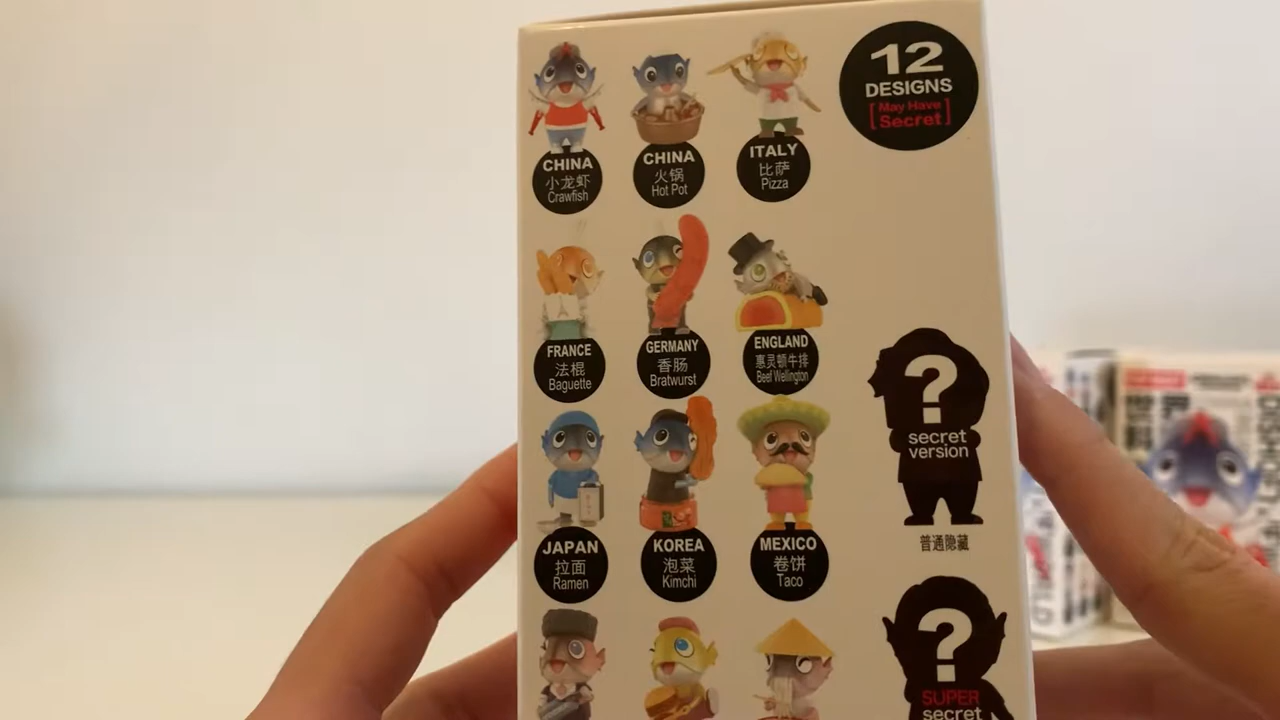 12
DESIGNS
[May Have
Secret]
CHINA
小龙虾
Crawfish
CHINA
火锅
Hot Pot
ITALY
比萨
Pizza
FRANCE
法棍
Baguette
GERMANY
香肠
Bratwurst
ENGLAND
惠灵顿牛排
Beef Wellington
?
secret
version
普通隐藏
JAPAN
拉面
Ramen
KOREA
泡菜
Kimchi
MEXICO
卷饼
Taco
?
SUPER
secret